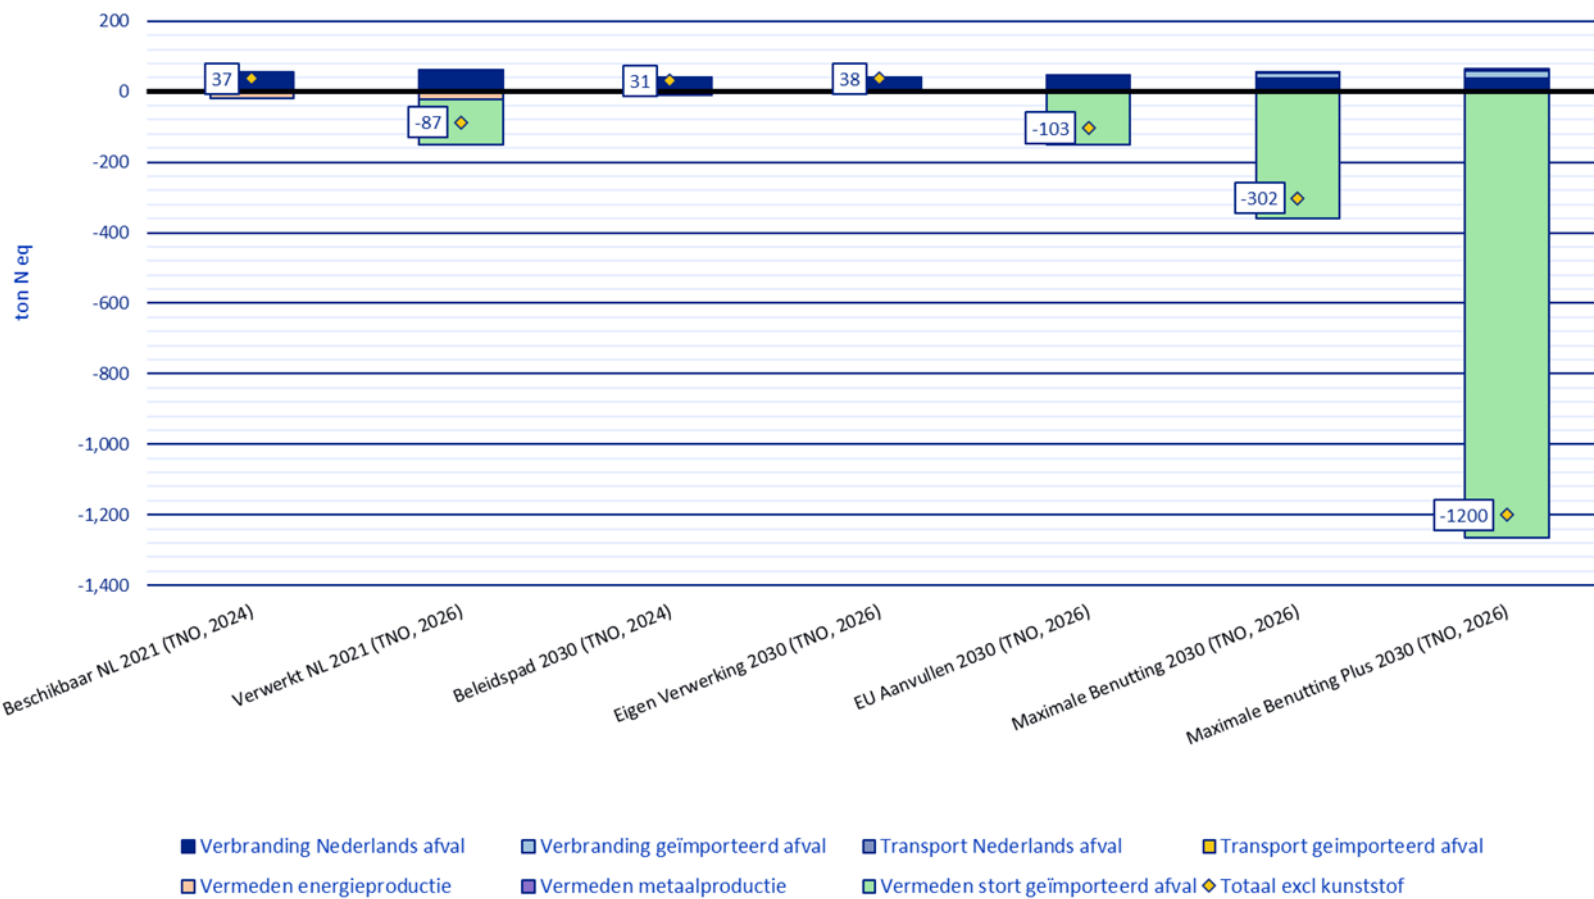 200
0
-200
-400
-600
-800
-1,000
-1,200
-1,400
ton N eq
37
-87
31
38
-103
-302
-1200
Beschikbaar NL 2021 (TNO, 2024)
Verwerkt NL 2021 (TNO, 2026)
Beleidspad 2030 (TNO, 2024)
Eigen Verwerking 2030 (TNO, 2026)
EU Aanvullen 2030 (TNO, 2026)
Maximale Benutting 2030 (TNO, 2026)
Maximale Benutting Plus 2030 (TNO, 2026)
Verbranding Nederlands afval
Verbranding geïmporteerd afval
Transport Nederlands afval
Transport geimporteerd afval
Vermeden energieproductie
Vermeden metaalproductie
Vermeden stort geïmporteerd afval
Totaal excl kunststof